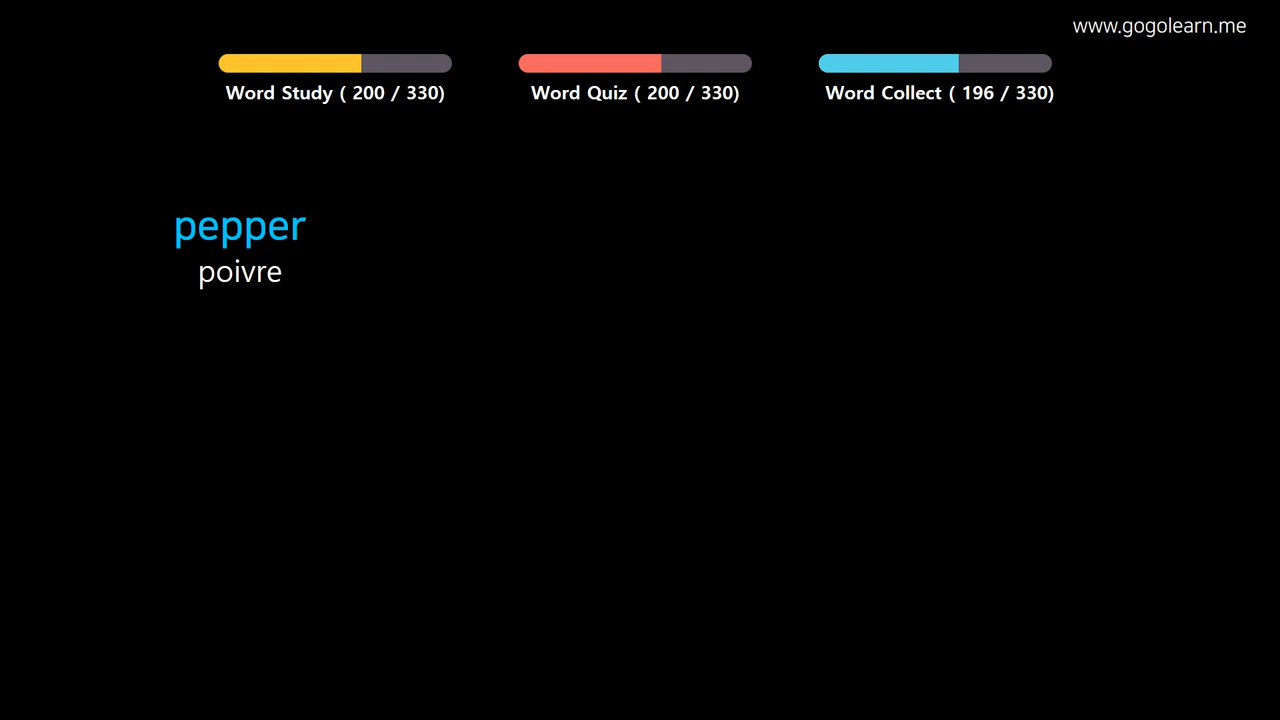 www.gogolearn.me
Word Study ( 200 / 330)
Word Quiz ( 200 / 330)
Word Collect ( 196 / 330)
pepper
poivre